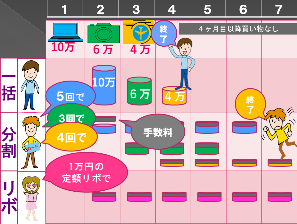 1 2 3 4 5 6 7
10万
6万
4万
終了
4ヶ月目以降買い物なし
一括
10万
6万
4万
5回で
3回で
4回で
分割
手数料
終了
1万円の
定額リボで
リボ